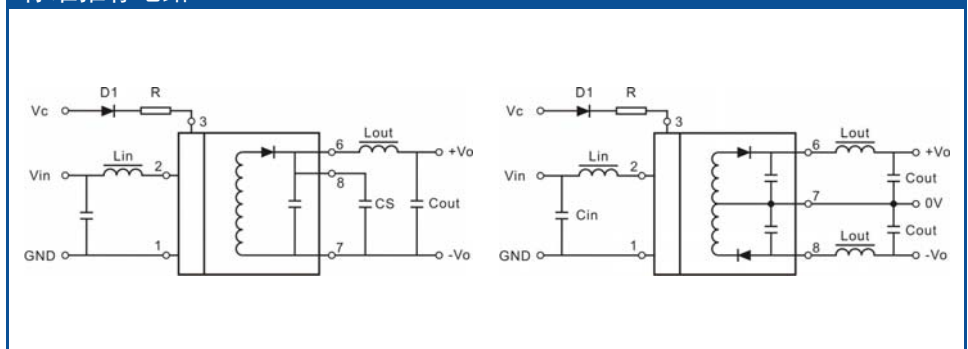 D1 R
Vc
3
Lin
Vin
2
6
Lout
+Vo
8
CS
Cout
GND
1
7
-Vo
D1 R
Vc
3
Lin
Vin
2
6
Lout
+Vo
Cout
Cin
7
0V
Cout
GND
1
8
Lout
-Vo